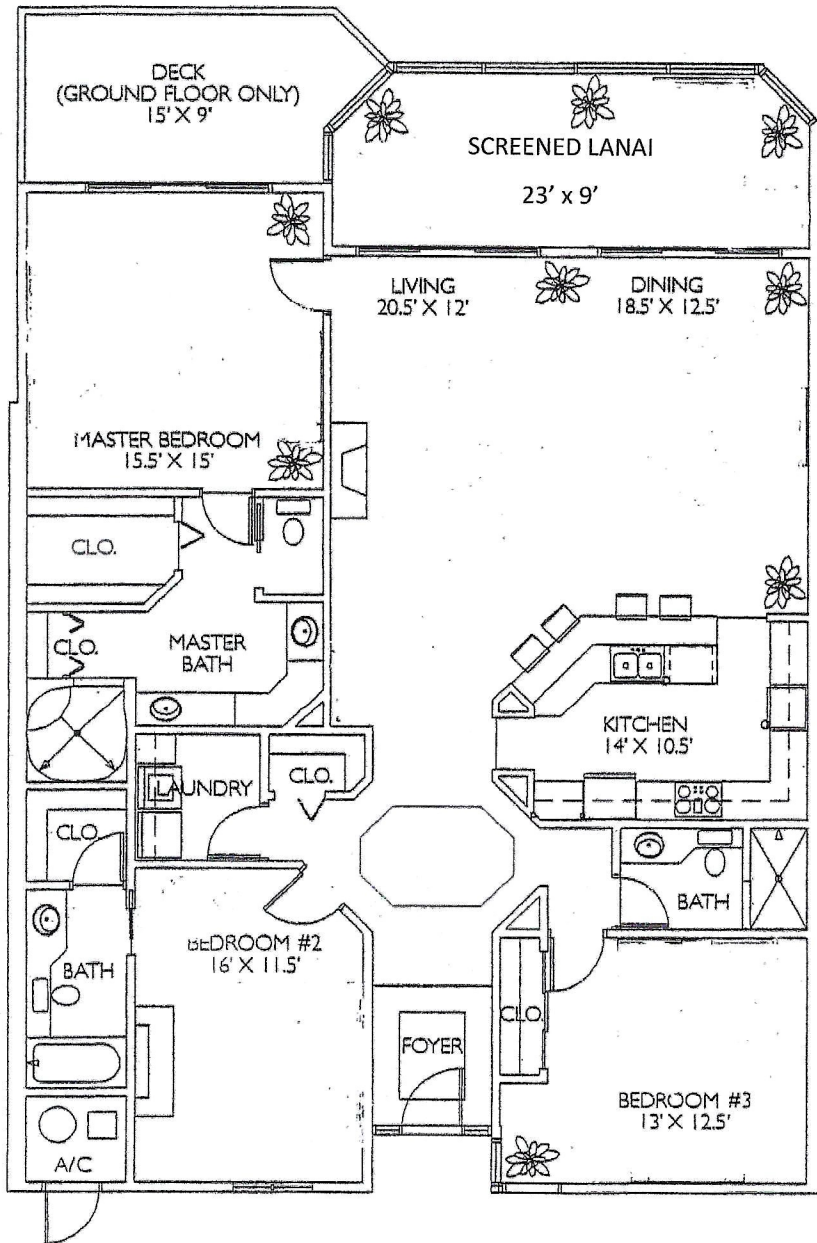 DECK
(GROUND FLOOR ONLY)
15' X 9'
SCREENED LANAI
23' x 9'
LIVING
20.5' X 12'
DINING
18.5' X 12.5'
MASTER BEDROOM
15.5' X 15'
CLO.
CLO.
MASTER
BATH
KITCHEN
14' X 10.5'
LAUNDRY
CLO.
CLO
BATH
BEDROOM #2
16' X 11.5'
BATH
CLO.
FOYER
BEDROOM #3
13' X 12.5'
A/C